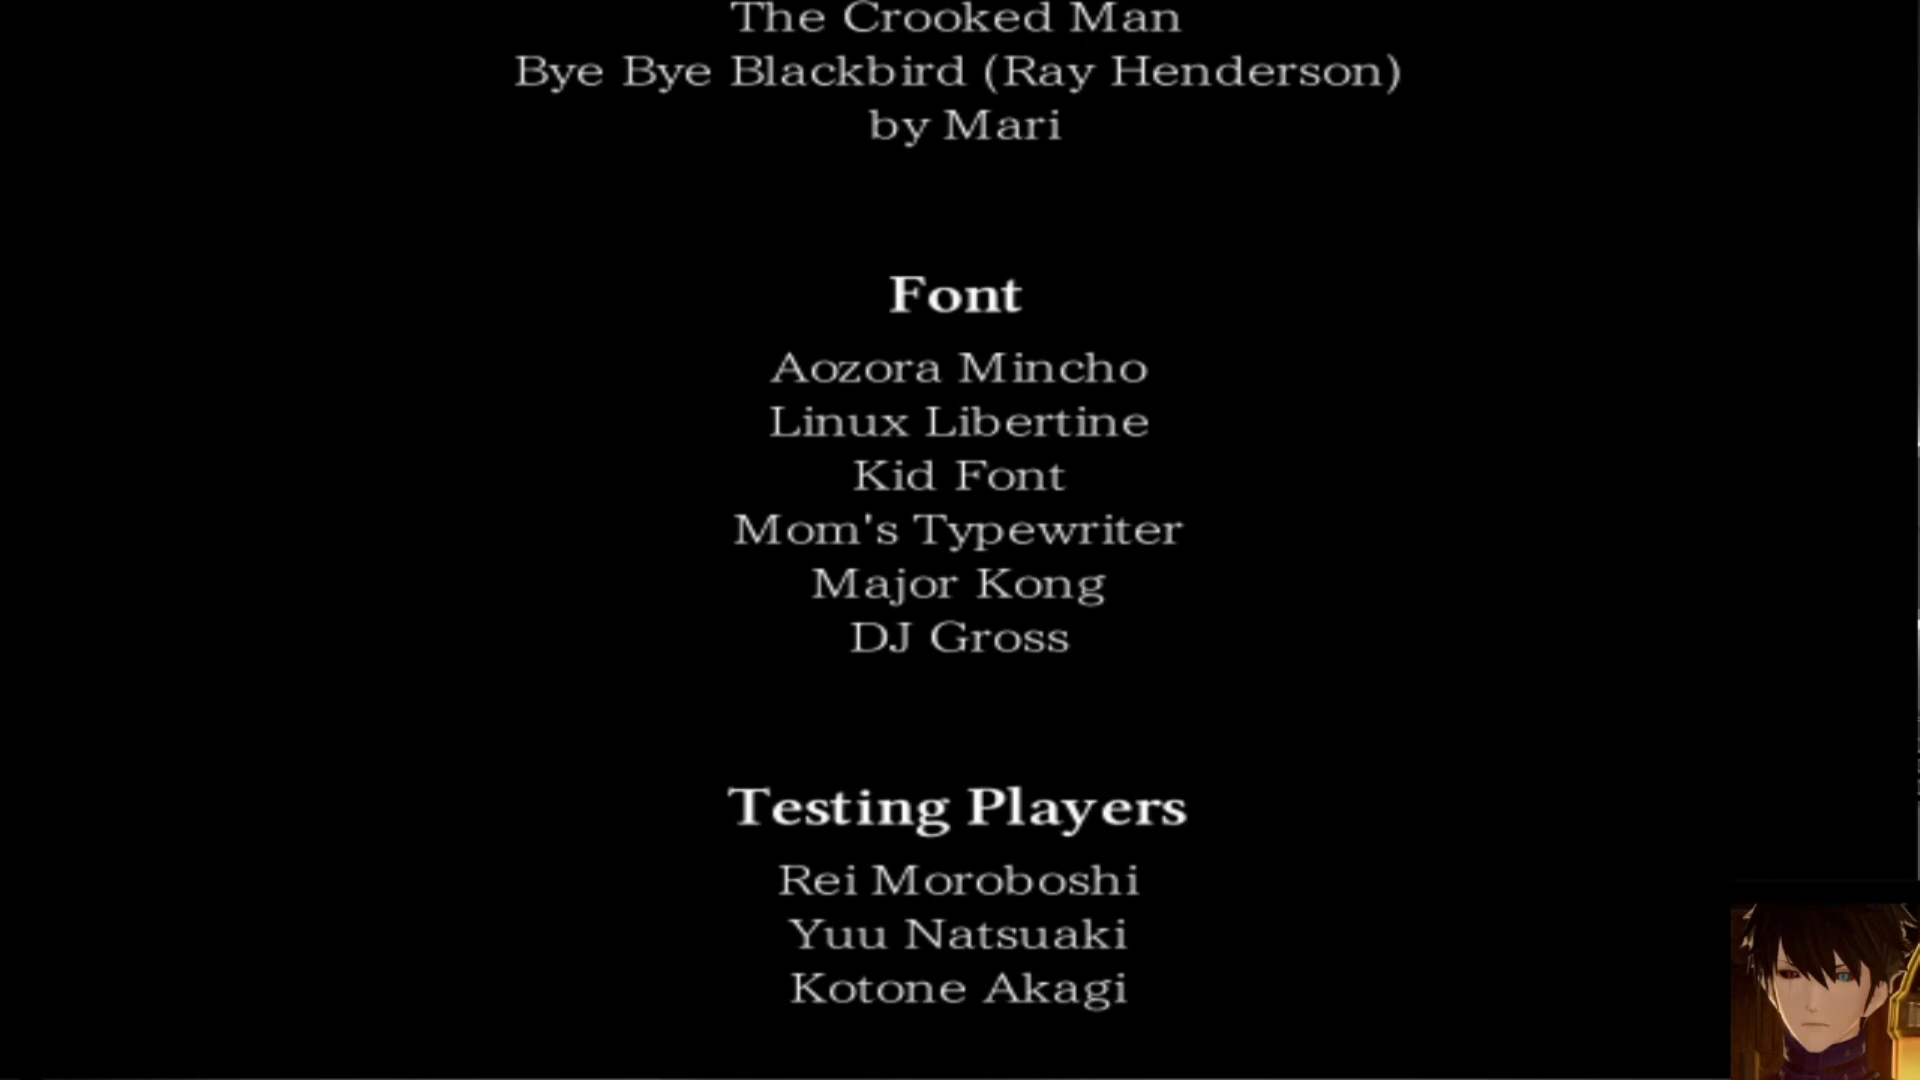 The Crooked Man
Bye Bye Blackbird (Ray Henderson)
by Mari
Font
Aozora Mincho
Linux Libertine
Kid Font
Mom's Typewriter
Major Kong
DJ Gross
Testing Players
Rei Moroboshi
Yuu Natsuaki
Kotone Akagi